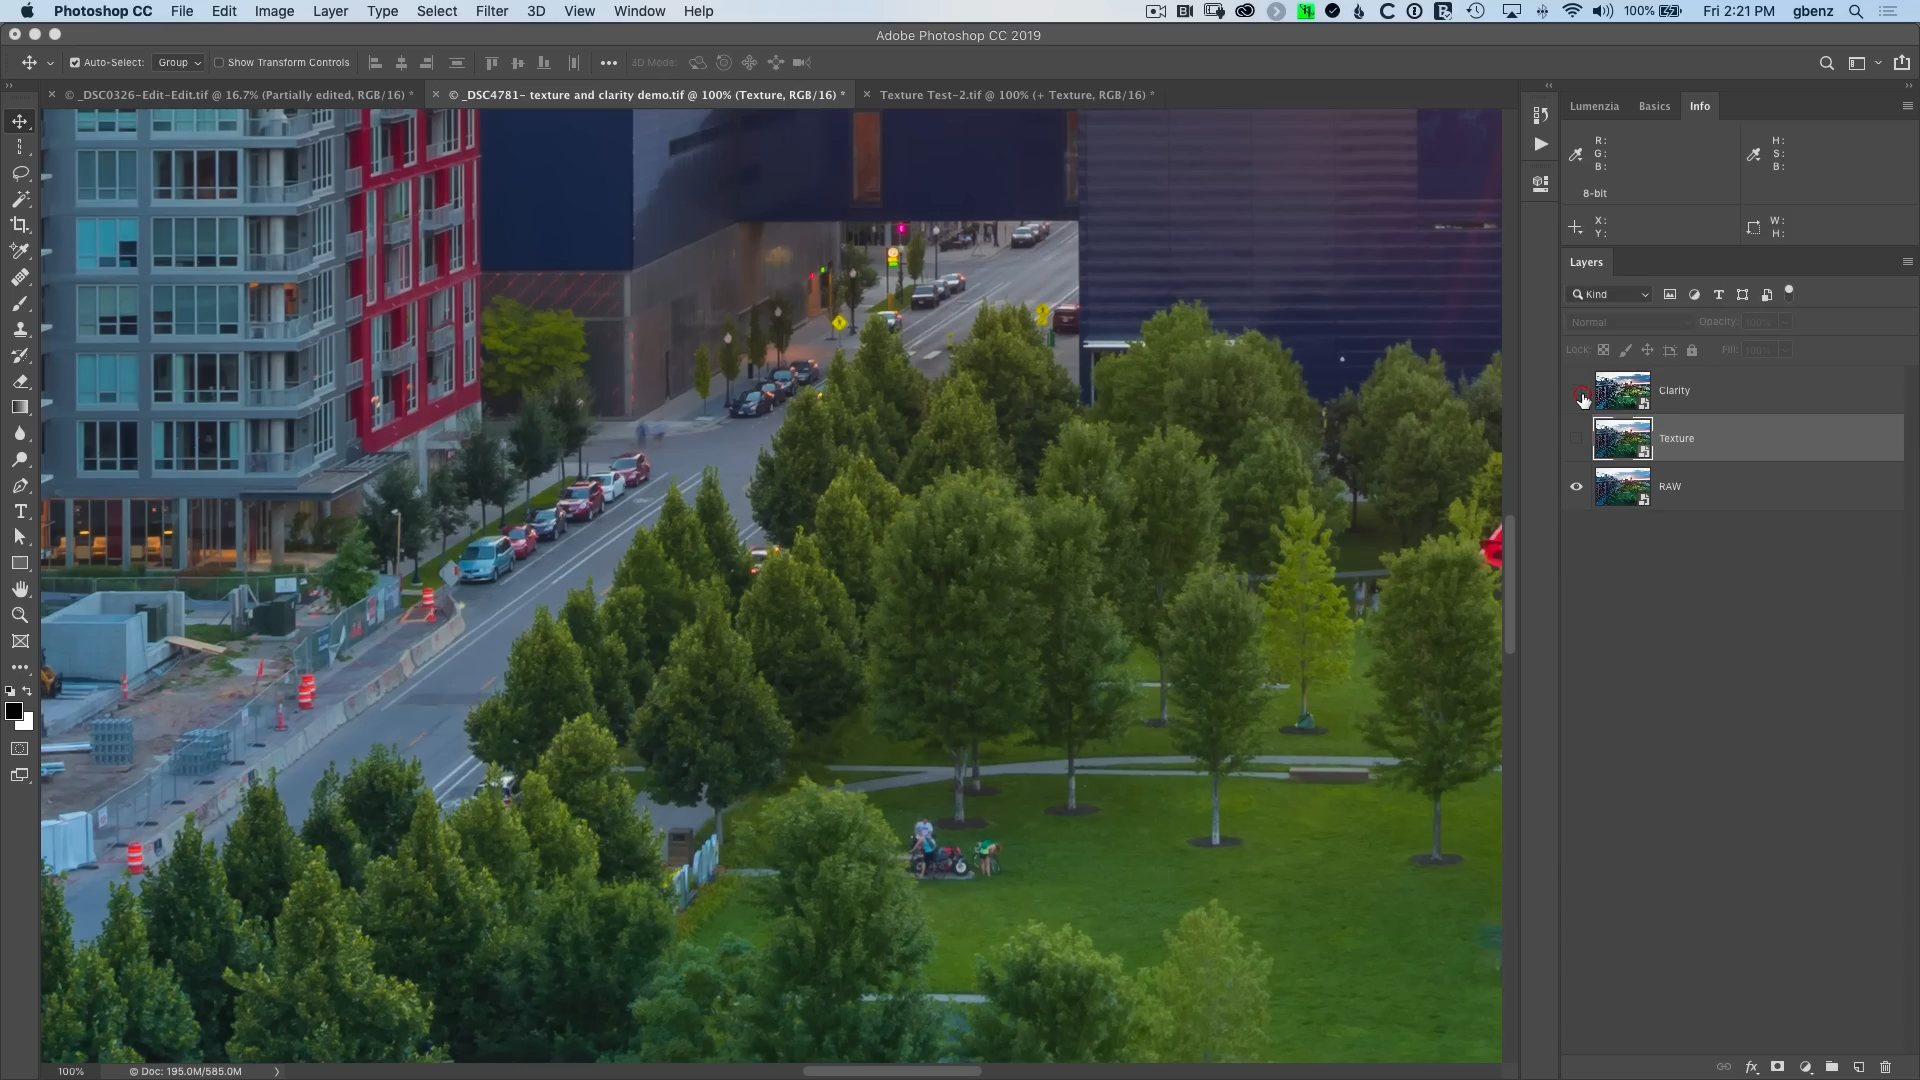 Photoshop CC File Edit Image Layer Type Select Filter 3D View Window Help 100% Fri 2:21 PM gbenz
Adobe Photoshop CC 2019
Auto-Select: Group Show Transform Controls 3D Mode:
© _DSC0326-Edit-Edit.tif @ 16.7% (Partially edited, RGB/16) *
© _DSC4781- texture and clarity demo.tif @ 100% (Texture, RGB/16) *
Texture Test-2.tif @ 100% (+ Texture, RGB/16) *
Lumenzia Basics Info
R: H:
G: S:
B: B:
8-bit
X: W:
Y: H:
Layers
Kind
Normal Opacity: 100%
Lock: Fill: 100%
Clarity
Texture
RAW
100% © Doc: 195.0M/585.0M